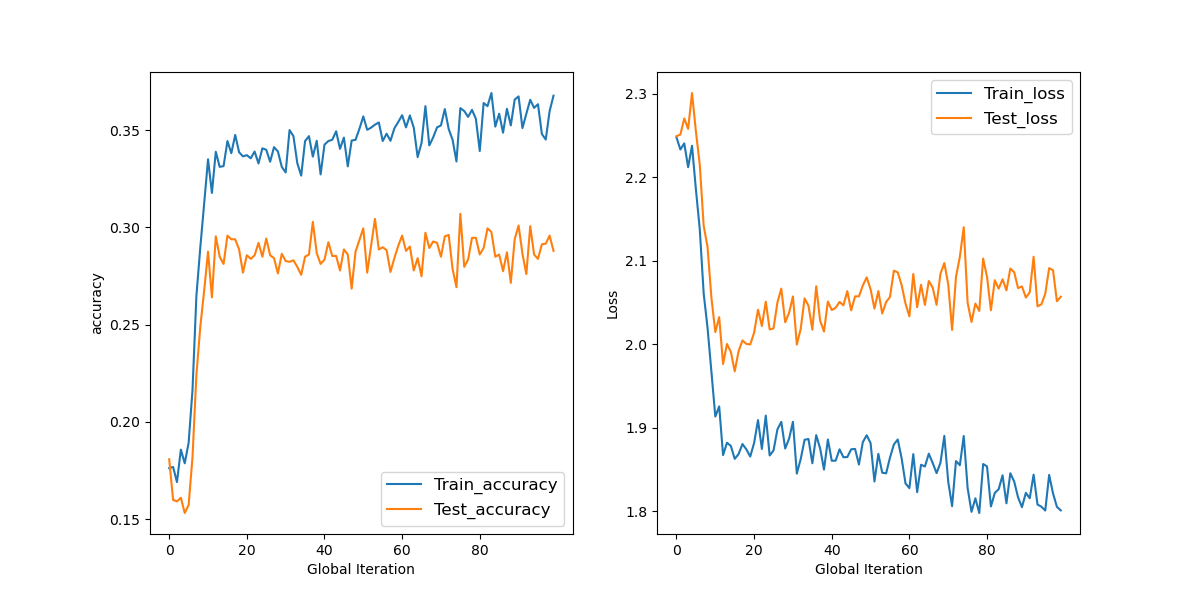 0.35
0.30
0.25
0.20
0.15
accuracy
0
20
40
60
80
Global Iteration
Train_accuracy
Test_accuracy
2.3
2.2
2.1
2.0
1.9
1.8
Loss
0
20
40
60
80
Global Iteration
Train_loss
Test_loss